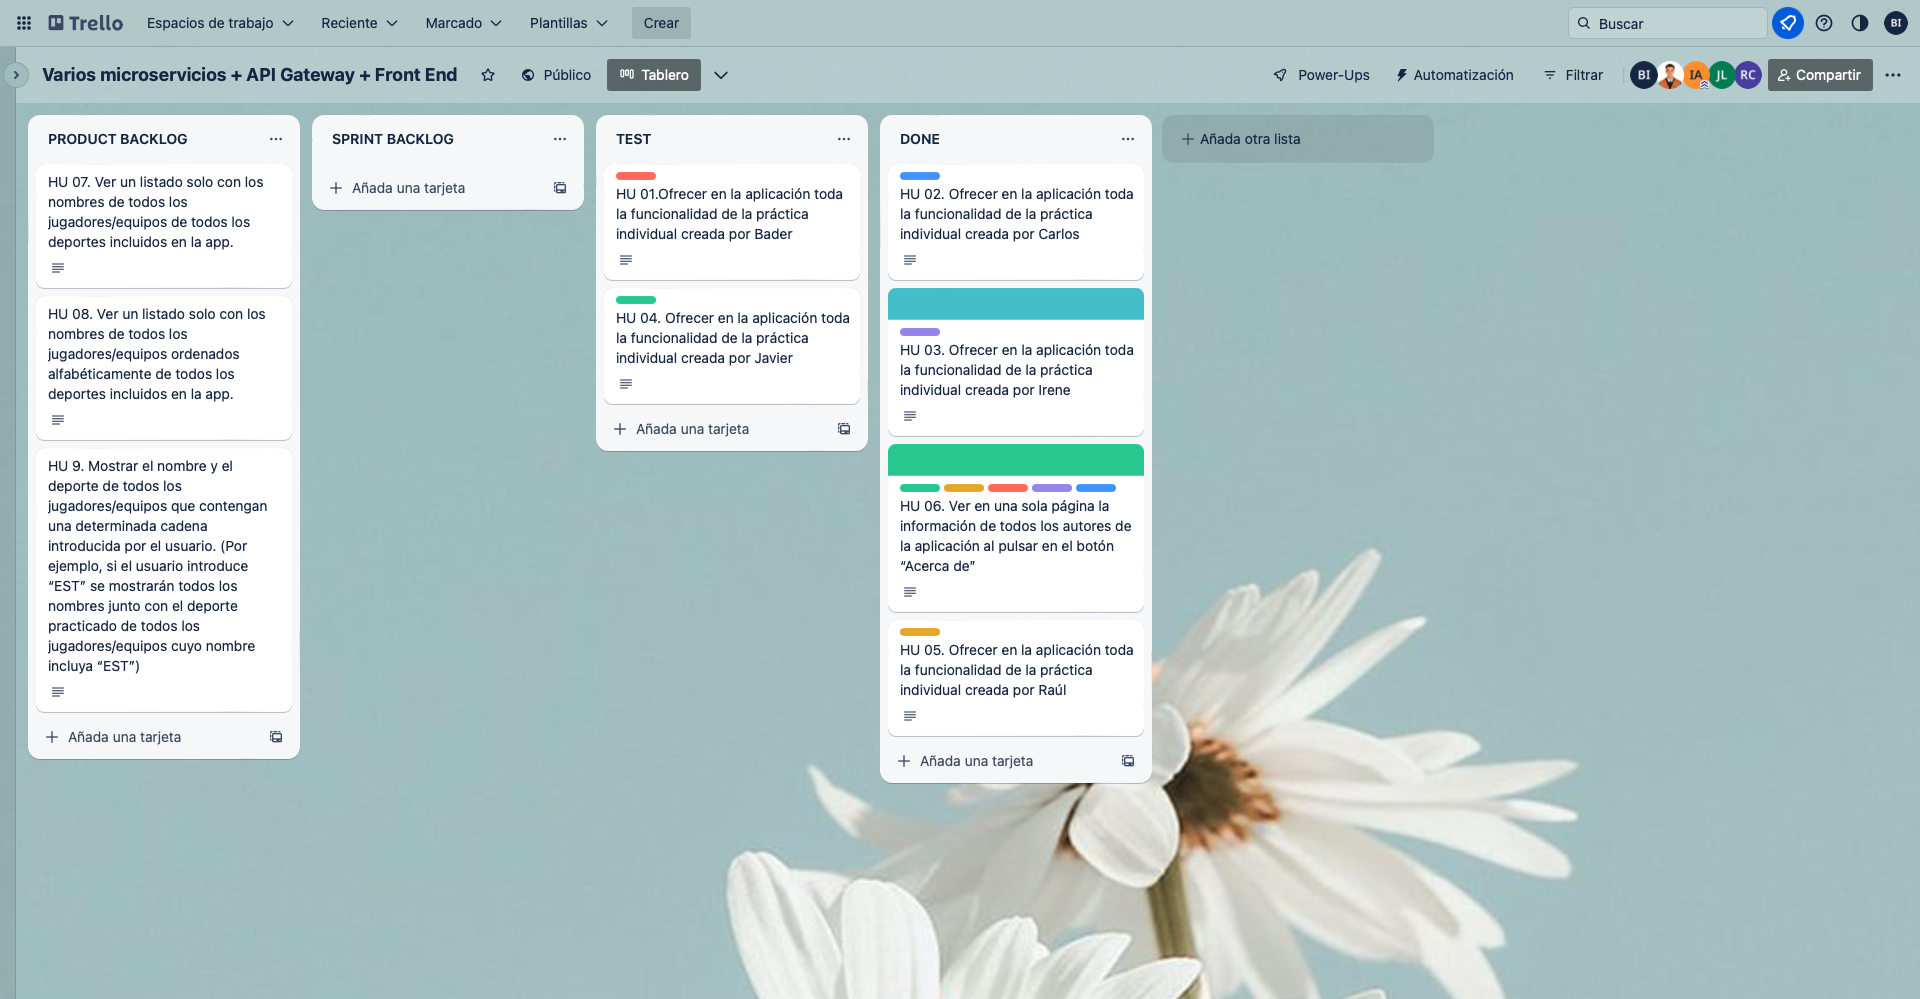 Trello
Espacios de trabajo
Reciente
Marcado
Plantillas
Crear
Buscar
BI
Varios microservicios + API Gateway + Front End
Público
Tablero
Power-Ups
Automatización
Filtrar
BI
IA
JL
RC
Compartir
PRODUCT BACKLOG
HU 07. Ver un listado solo con los
nombres de todos los
jugadores/equipos de todos los
deportes incluidos en la app.
HU 08. Ver un listado solo con los
nombres de todos los
jugadores/equipos ordenados
alfabéticamente de todos los
deportes incluidos en la app.
HU 9. Mostrar el nombre y el
deporte de todos los
jugadores/equipos que contengan
una determinada cadena
introducida por el usuario. (Por
ejemplo, si el usuario introduce
“EST” se mostrarán todos los
nombres junto con el deporte
practicado de todos los
jugadores/equipos cuyo nombre
incluya “EST”)
Añada una tarjeta
SPRINT BACKLOG
Añada una tarjeta
TEST
HU 01.Ofrecer en la aplicación toda
la funcionalidad de la práctica
individual creada por Bader
HU 04. Ofrecer en la aplicación toda
la funcionalidad de la práctica
individual creada por Javier
Añada una tarjeta
DONE
HU 02. Ofrecer en la aplicación toda
la funcionalidad de la práctica
individual creada por Carlos
HU 03. Ofrecer en la aplicación toda
la funcionalidad de la práctica
individual creada por Irene
HU 06. Ver en una sola página la
información de todos los autores de
la aplicación al pulsar en el botón
“Acerca de”
HU 05. Ofrecer en la aplicación toda
la funcionalidad de la práctica
individual creada por Raúl
Añada una tarjeta
Añada otra lista